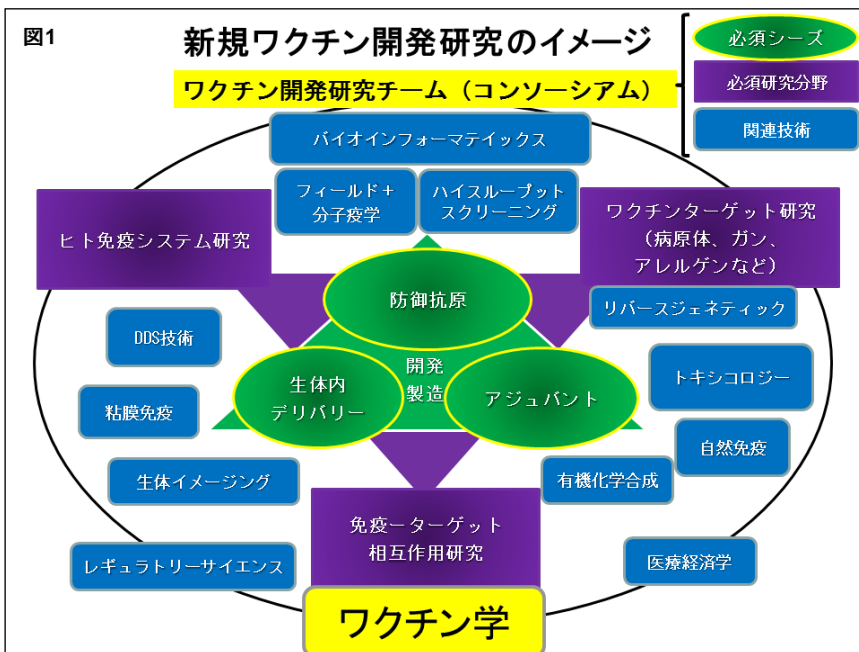 図1
新規ワクチン開発研究のイメージ
ワクチン開発研究チーム（コンソーシアム）
必須シーズ
必須研究分野
関連技術
バイオインフォーマテイックス
フィールド＋
分子疫学
ハイスループット
スクリーニング
ヒト免疫システム研究
ワクチンターゲット研究
（病原体、ガン、
アレルゲンなど）
防御抗原
リバースジェネティック
DDS技術
開発
製造
生体内
デリバリー
アジュバント
トキシコロジー
粘膜免疫
自然免疫
生体イメージング
有機化学合成
免疫ーターゲット
相互作用研究
レギュラトリーサイエンス
医療経済学
ワクチン学